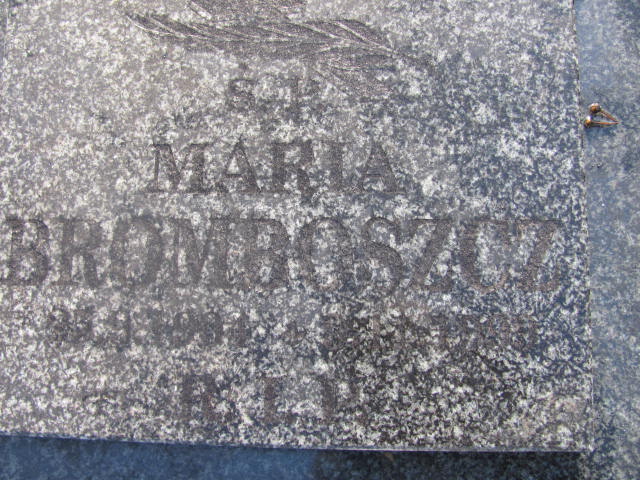 Ś. P.
MARIA
BROMBOSZCZ
R. I. P.